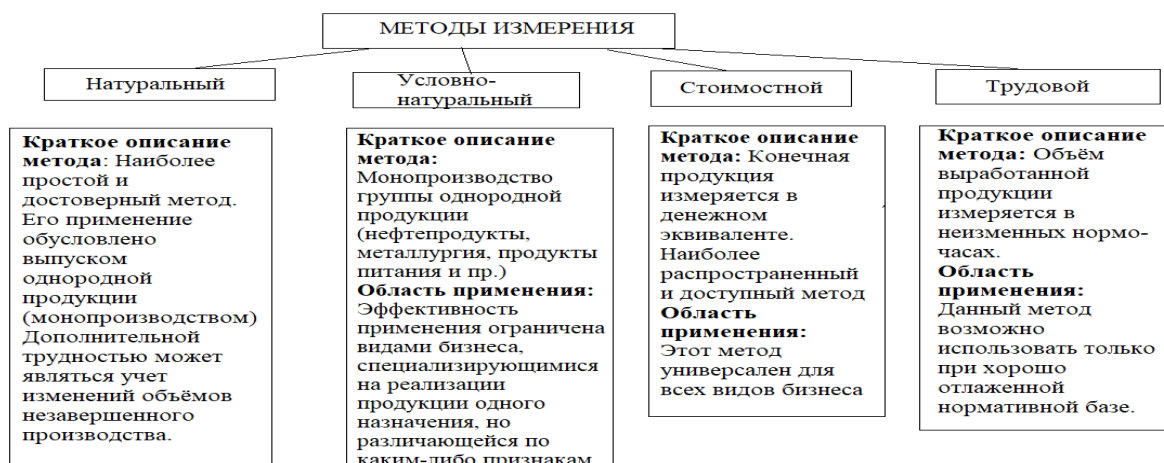 МЕТОДЫ ИЗМЕРЕНИЯ
Натуральный
Условно-
натуральный
Стоимостной
Трудовой
Краткое описание
метода: Наиболее
простой и
достоверный метод.
Его применение
обусловлено
выпуском
однородной
продукции
(монопроизводством)
Дополнительной
трудностью может
являться учет
изменений объёмов
незавершенного
производства.
Краткое описание
метода:
Монопроизводство
группы однородной
продукции
(нефтепродукты,
металлургия, продукты
питания и пр.)
Область применения:
Эффективность
применения ограничена
видами бизнеса,
специализирующимися
на реализации
продукции одного
назначения, но
различающейся по
каким-либо признакам
Краткое описание
метода: Конечная
продукция
измеряется в
денежном
эквиваленте.
Наиболее
распространенный
и доступный метод
Область
применения:
Этот метод
универсален для
всех видов бизнеса
Краткое описание
метода: Объём
выработанной
продукции
измеряется в
неизменных нормо-
часах.
Область
применения:
Данный метод
возможно
использовать только
при хорошо
отлаженной
нормативной базе.